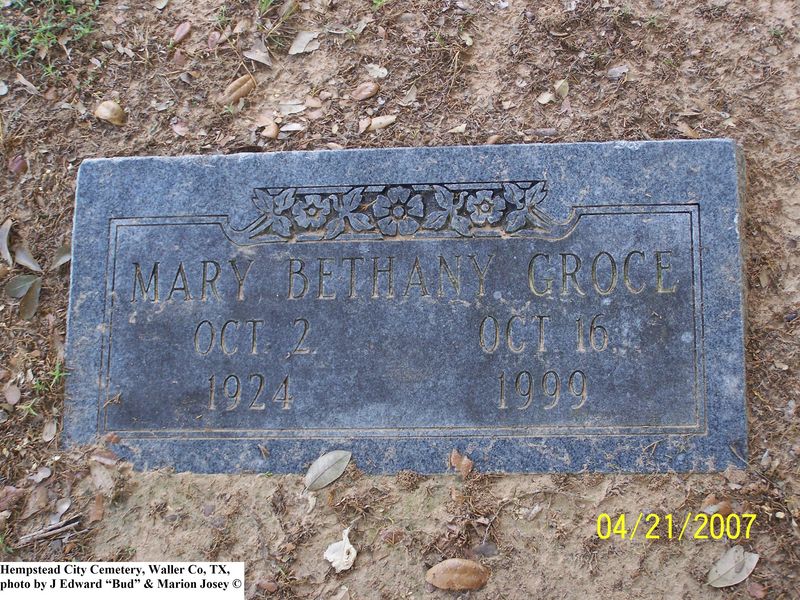 MARY BETHANY GROCE
OCT. 2 OCT 16
1924 1999
04/21/2007
Hempstead City Cemetery, Waller Co, TX,
photo by J Edward “Bud” & Marion Josey ©